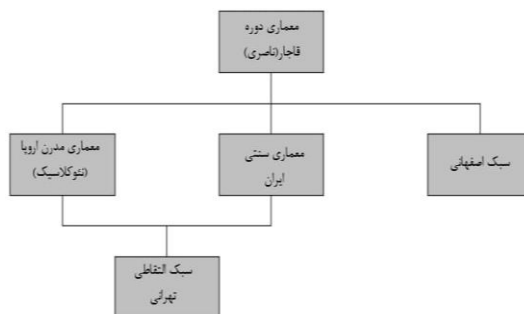 معماری دوره
قاجار(ناصری)
سبک اصفهانی
معماری سنتی
ایران
معماری مدرن اروپا
(نئوکلاسیک)
سبک التقاطی
تهرانی